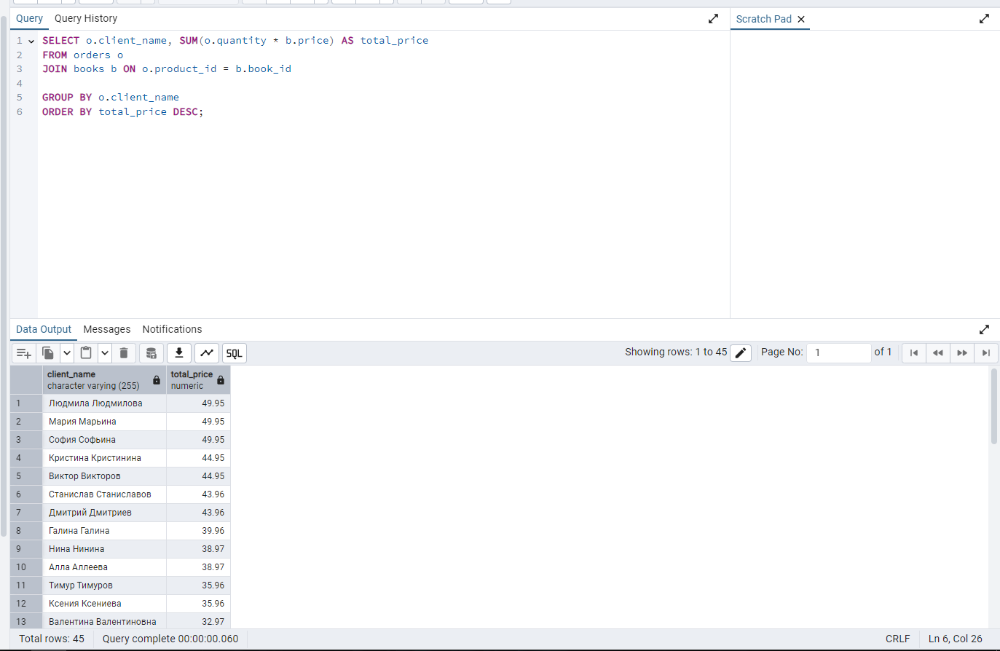 Query Query History
Scratch Pad
1 SELECT o.client_name, SUM(o.quantity * b.price) AS total_price
2 FROM orders o
3 JOIN books b ON o.product_id = b.book_id
4
5 GROUP BY o.client_name
6 ORDER BY total_price DESC;
Data Output Messages Notifications
SQL
Showing rows: 1 to 45 Page No: 1 of 1
client_name total_price
character varying (255) numeric
1 Людмила Людмилова 49.95
2 Мария Марьина 49.95
3 София Софьина 49.95
4 Кристина Кристинина 44.95
5 Виктор Викторов 44.95
6 Станислав Станиславов 43.96
7 Дмитрий Дмитриев 43.96
8 Галина Галина 39.96
9 Нина Нинина 38.97
10 Алла Аллеева 38.97
11 Тимур Тимуров 35.96
12 Ксения Ксениева 35.96
13 Валентина Валентиновна 32.97
Total rows: 45 Query complete 00:00:00.060 CRLF Ln 6, Col 26